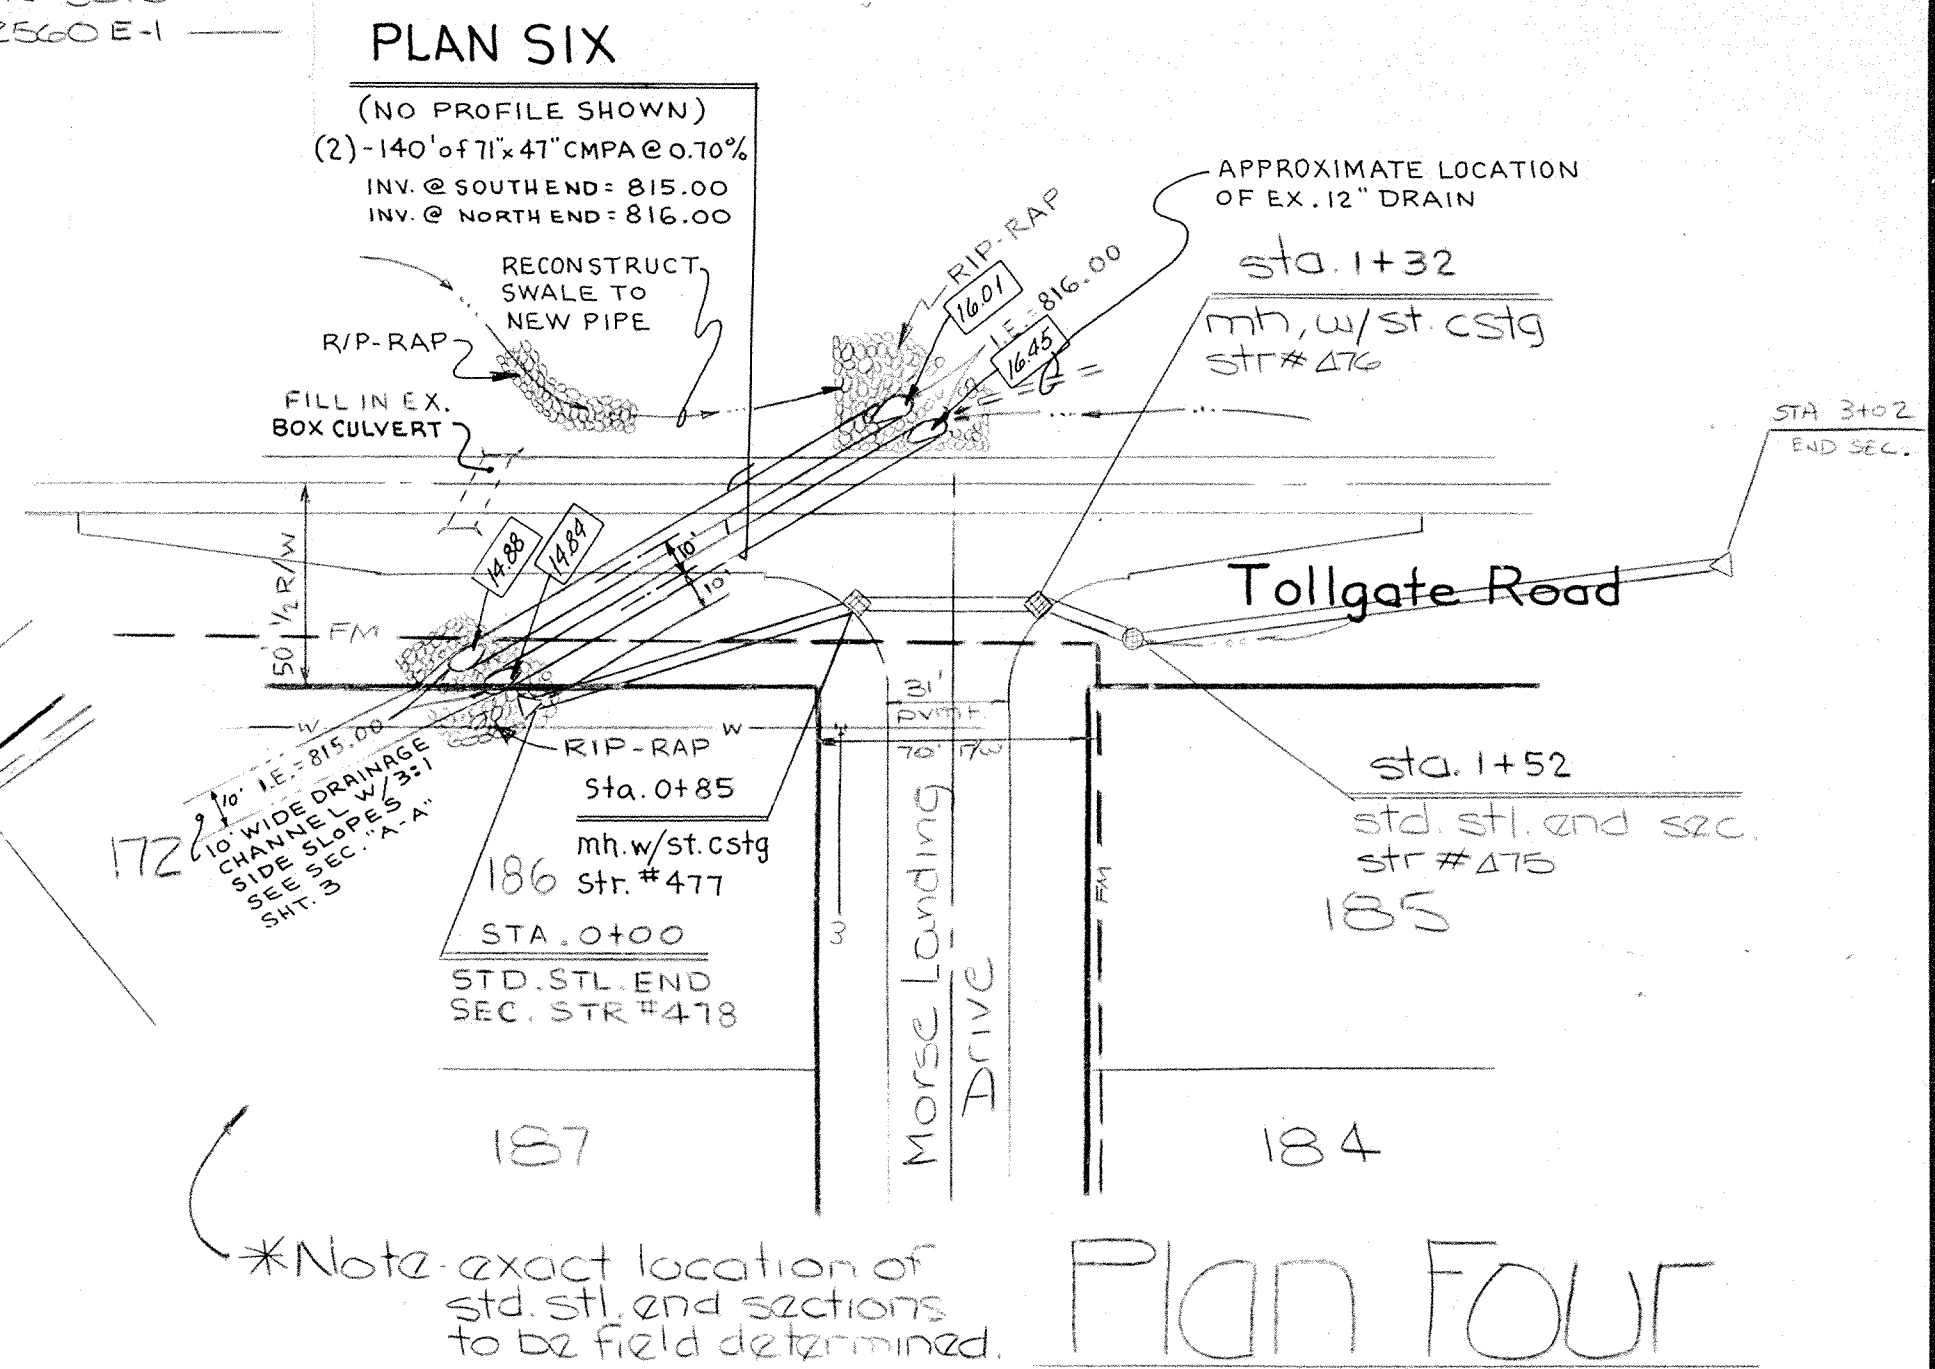 2560 E-1
PLAN SIX
(NO PROFILE SHOWN)
(2)-140' of 71"x 47" CMPA @ 0.70%
INV. @ SOUTH END = 815.00
INV. @ NORTH END = 816.00
RECONSTRUCT
SWALE TO
NEW PIPE
RIP-RAP
FILL IN EX.
BOX CULVERT
RIP-RAP
16.01
I.E. = 816.00
16.45
APPROXIMATE LOCATION
OF EX. 12" DRAIN
sta. 1+32
mh, w/st. cstg
str # 476
STA 3+02
END SEC.
50' 1/2 R/W
14.88
14.84
10'
10'
Tollgate Road
FM
W
W
31'
pvmt.
70' r/w
I.E. = 815.00
10'
10' WIDE DRAINAGE
CHANNEL W/3:1
SIDE SLOPES
SEE SEC. "A-A"
SHT. 3
172
RIP-RAP
Sta. 0+85
mh. w/st. cstg
Str. # 477
186
STA. 0+00
STD. STL. END
SEC. STR # 478
3
Morse Landing
Drive
FM
sta. 1+52
std. stl. end sec.
str # 475
185
187
184
*Note- exact location of
std. stl. end sections
to be field determined.
Plan Four